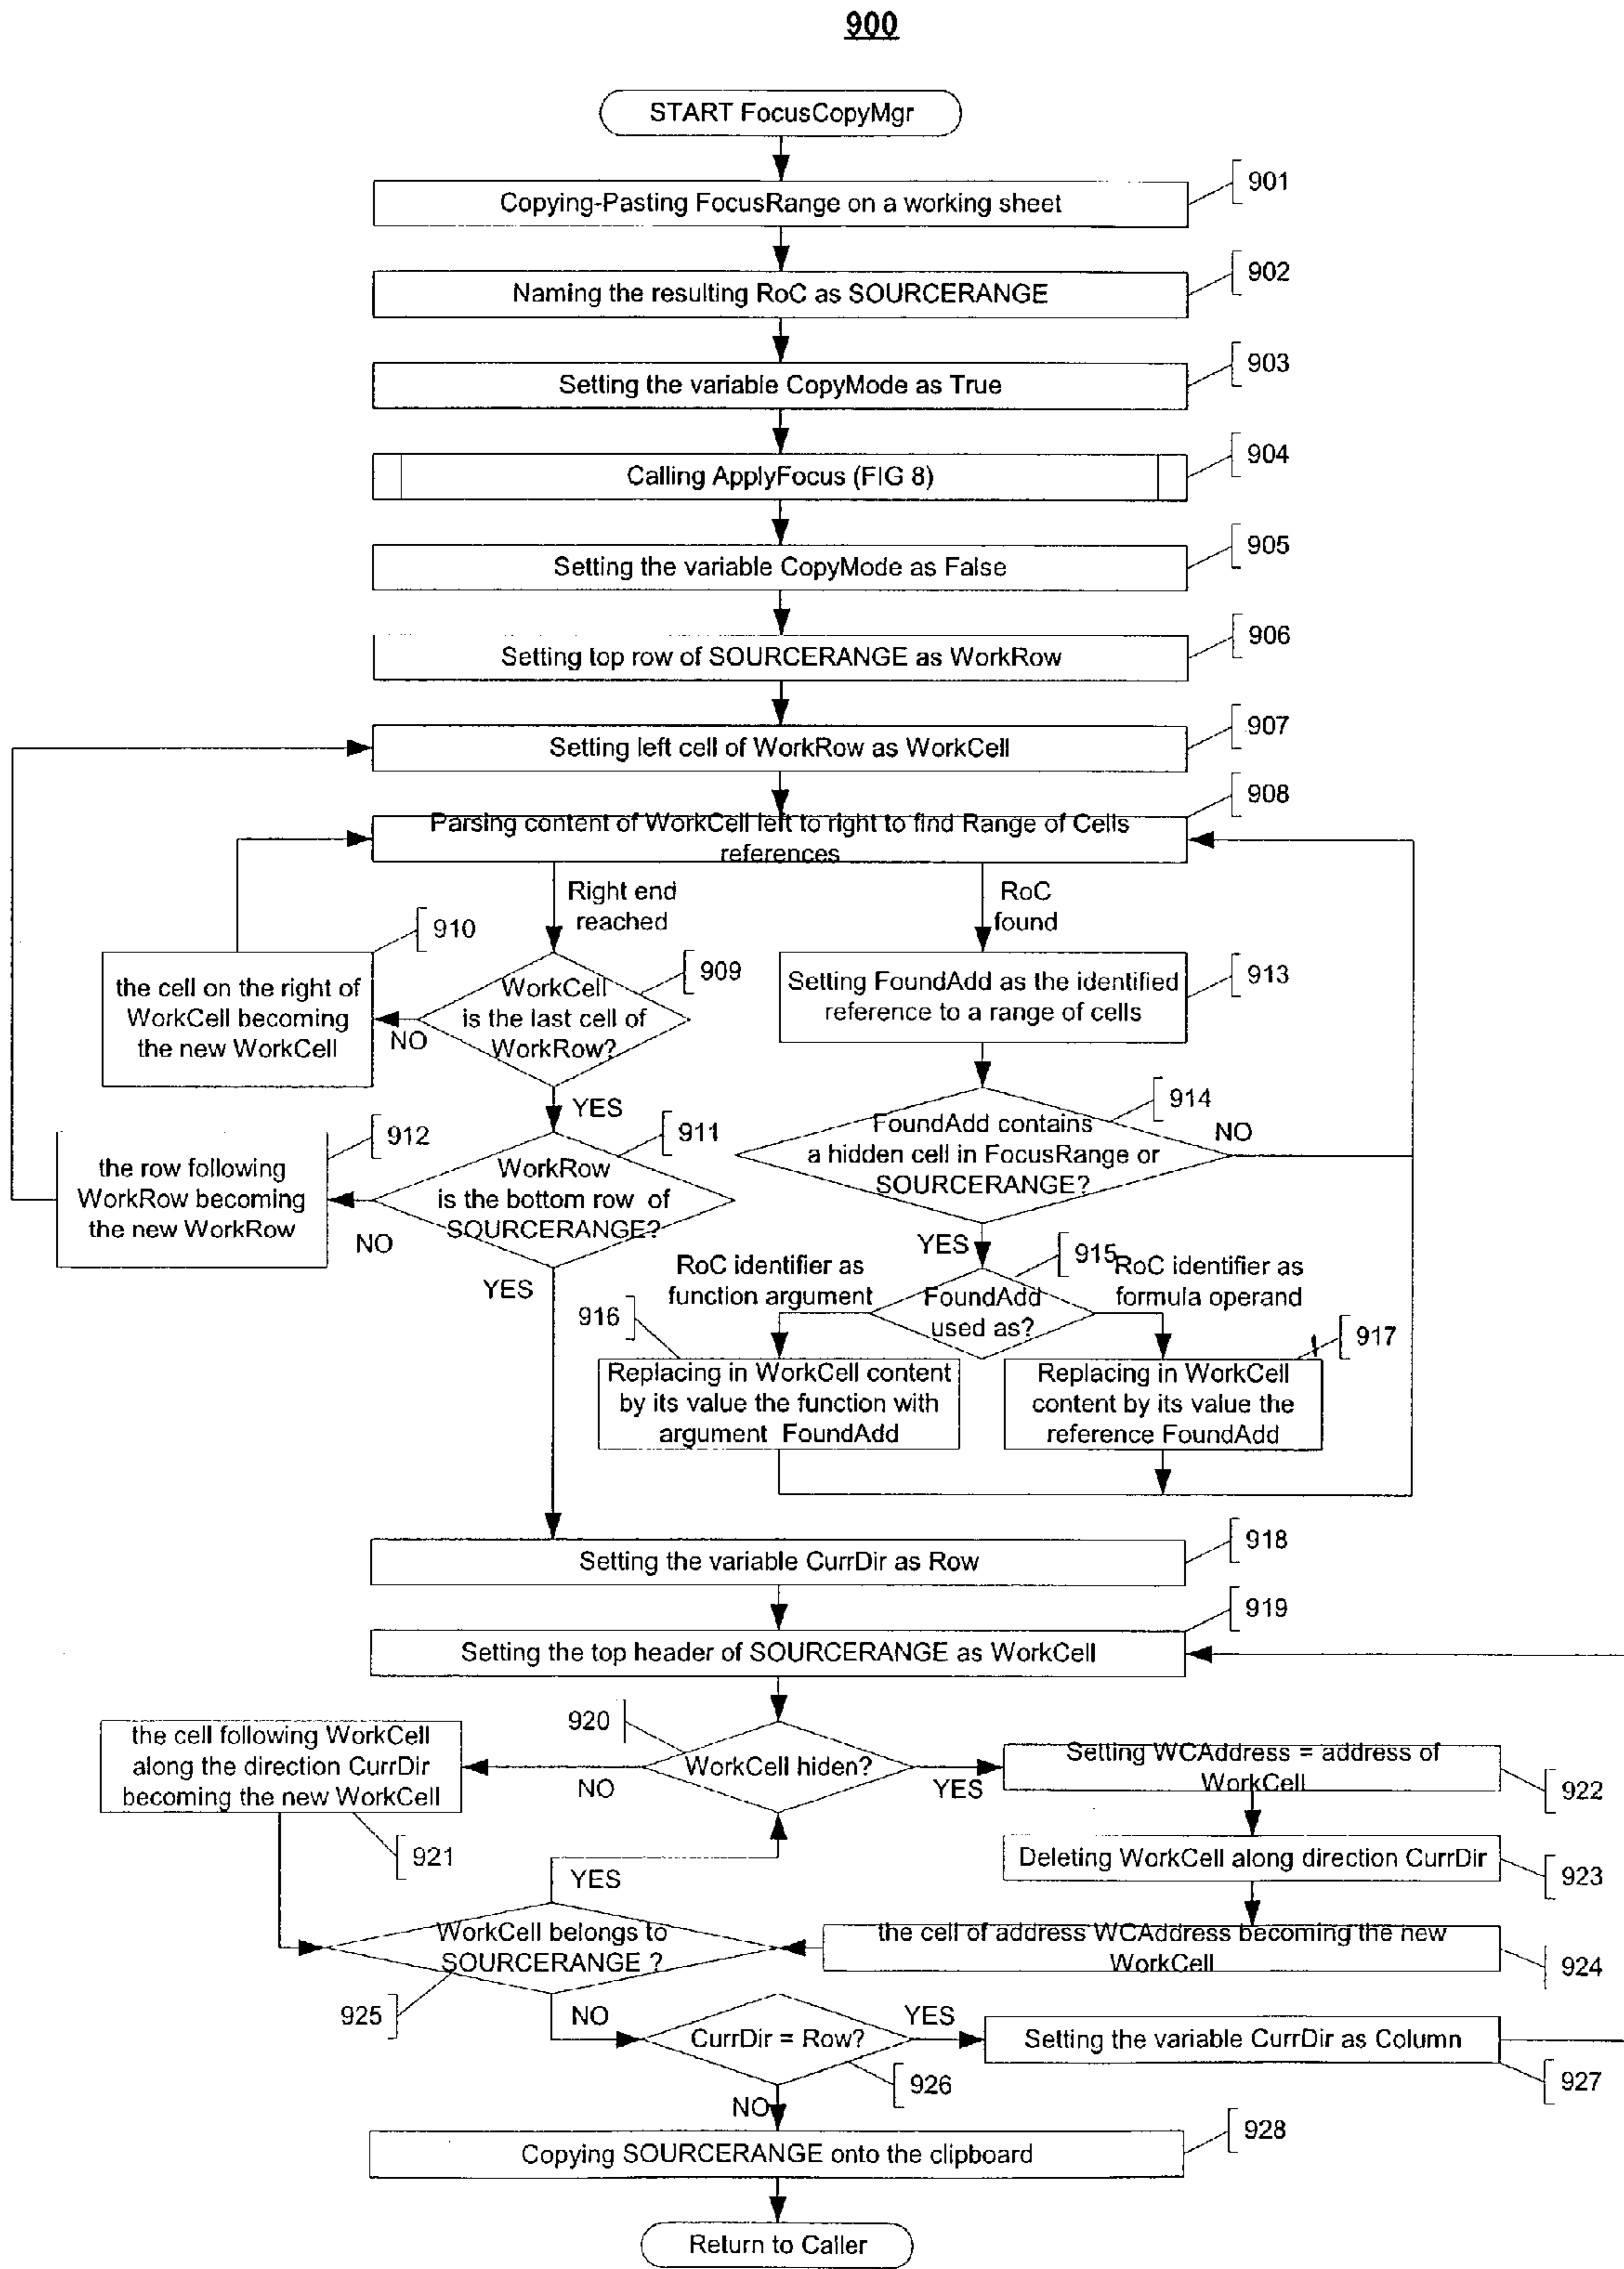 900
START FocusCopyMgr
901
Copying-Pasting FocusRange on a working sheet
902
Naming the resulting RoC as SOURCERANGE
903
Setting the variable CopyMode as True
904
Calling ApplyFocus (FIG 8)
905
Setting the variable CopyMode as False
906
Setting top row of SOURCERANGE as WorkRow
907
Setting left cell of WorkRow as WorkCell
908
Parsing content of WorkCell left to right to find Range of Cells
references
Right end
reached
RoC
found
910
the cell on the right of
WorkCell becoming
the new WorkCell
909
WorkCell
is the last cell of
WorkRow?
NO
YES
913
Setting FoundAdd as the identified
reference to a range of cells
914
FoundAdd contains
a hidden cell in FocusRange or
SOURCERANGE?
NO
YES
912
the row following
WorkRow becoming
the new WorkRow
911
WorkRow
is the bottom row of
SOURCERANGE?
NO
YES
915
RoC identifier as
function argument
FoundAdd
used as?
RoC identifier as
formula operand
916
Replacing in WorkCell content
by its value the function with
argument FoundAdd
917
Replacing in WorkCell
content by its value the
reference FoundAdd
918
Setting the variable CurrDir as Row
919
Setting the top header of SOURCERANGE as WorkCell
920
WorkCell hiden?
NO
YES
the cell following WorkCell
along the direction CurrDir
becoming the new WorkCell
921
Setting WCAddress = address of
WorkCell
922
Deleting WorkCell along direction CurrDir
923
the cell of address WCAddress becoming the new
WorkCell
924
YES
WorkCell belongs to
SOURCERANGE ?
925
NO
CurrDir = Row?
926
YES
Setting the variable CurrDir as Column
927
NO
928
Copying SOURCERANGE onto the clipboard
Return to Caller